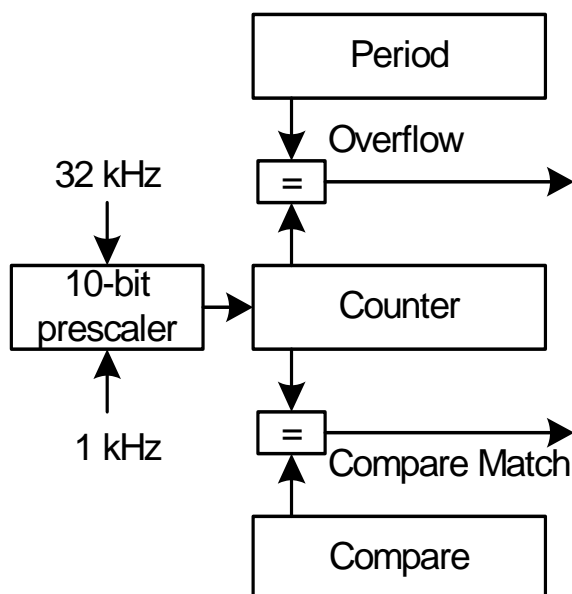 Period
Overflow
=
32 kHz
10-bit
prescaler
Counter
1 kHz
=
Compare Match
Compare